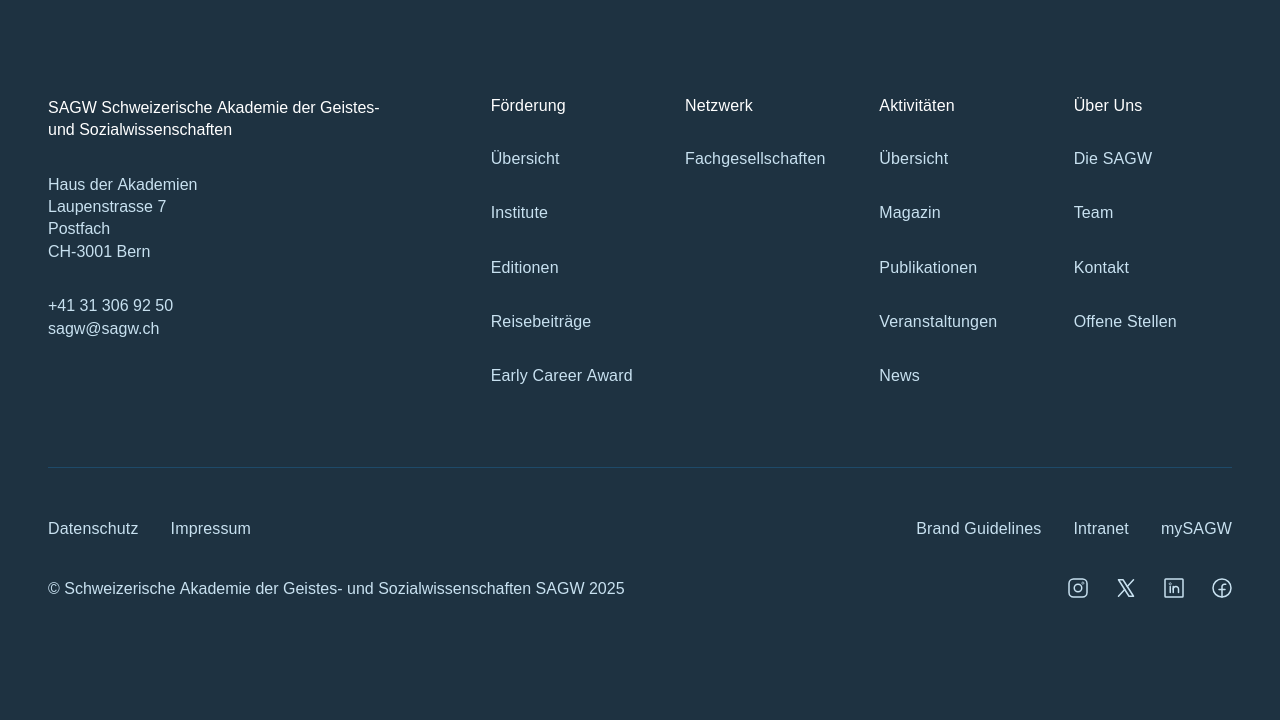 SAGW Schweizerische Akademie der Geistes-
und Sozialwissenschaften
Haus der Akademien
Laupenstrasse 7
Postfach
CH-3001 Bern
+41 31 306 92 50
sagw@sagw.ch
Förderung
Übersicht
Institute
Editionen
Reisebeiträge
Early Career Award
Netzwerk
Fachgesellschaften
Aktivitäten
Übersicht
Magazin
Publikationen
Veranstaltungen
News
Über Uns
Die SAGW
Team
Kontakt
Offene Stellen
Datenschutz
Impressum
Brand Guidelines
Intranet
mySAGW
© Schweizerische Akademie der Geistes- und Sozialwissenschaften SAGW 2025